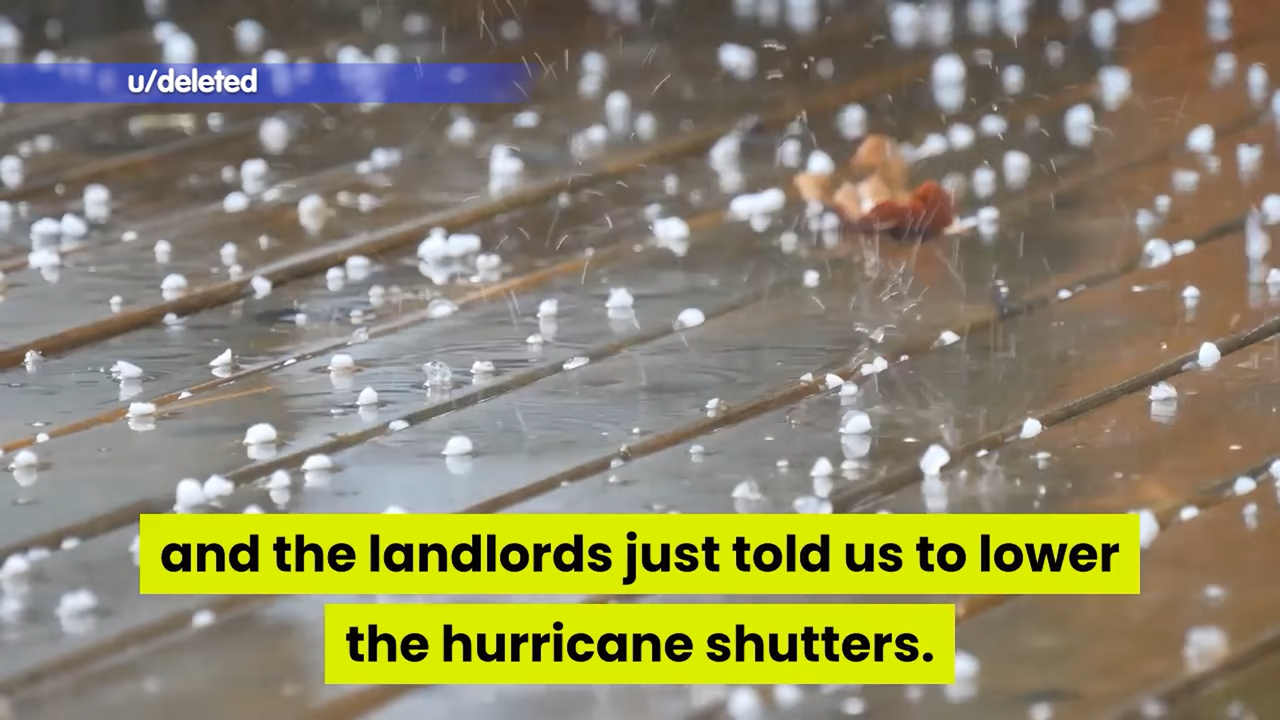 u/deleted
and the landlords just told us to lower
the hurricane shutters.